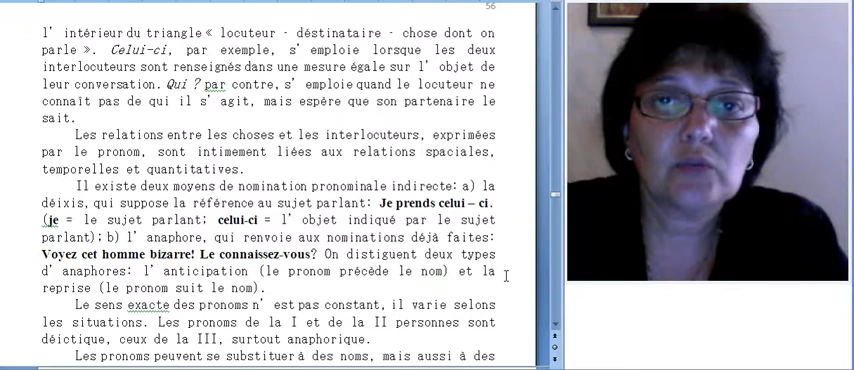 56
l'intérieur du triangle « locuteur - déstinataire - chose dont on
parle ». Celui-ci, par exemple, s'emploie lorsque les deux
interlocuteurs sont renseignés dans une mesure égale sur l'objet de
leur conversation. Qui ? par contre, s'emploie quand le locuteur ne
connaît pas de qui il s'agit, mais espère que son partenaire le
sait.
Les relations entre les choses et les interlocuteurs, exprimées
par le pronom, sont intimement liées aux relations spaciales,
temporelles et quantitatives.
Il existe deux moyens de nomination pronominale indirecte: a) la
déixis, qui suppose la référence au sujet parlant: Je prends celui – ci.
(je = le sujet parlant; celui-ci = l'objet indiqué par le sujet
parlant); b) l'anaphore, qui renvoie aux nominations déjà faites:
Voyez cet homme bizarre! Le connaissez-vous? On distiguent deux types
d'anaphores: l'anticipation (le pronom précède le nom) et la
reprise (le pronom suit le nom).
Le sens exacte des pronoms n'est pas constant, il varie selons
les situations. Les pronoms de la I et de la II personnes sont
déictique, ceux de la III, surtout anaphorique.
Les pronoms peuvent se substituer à des noms, mais aussi à des